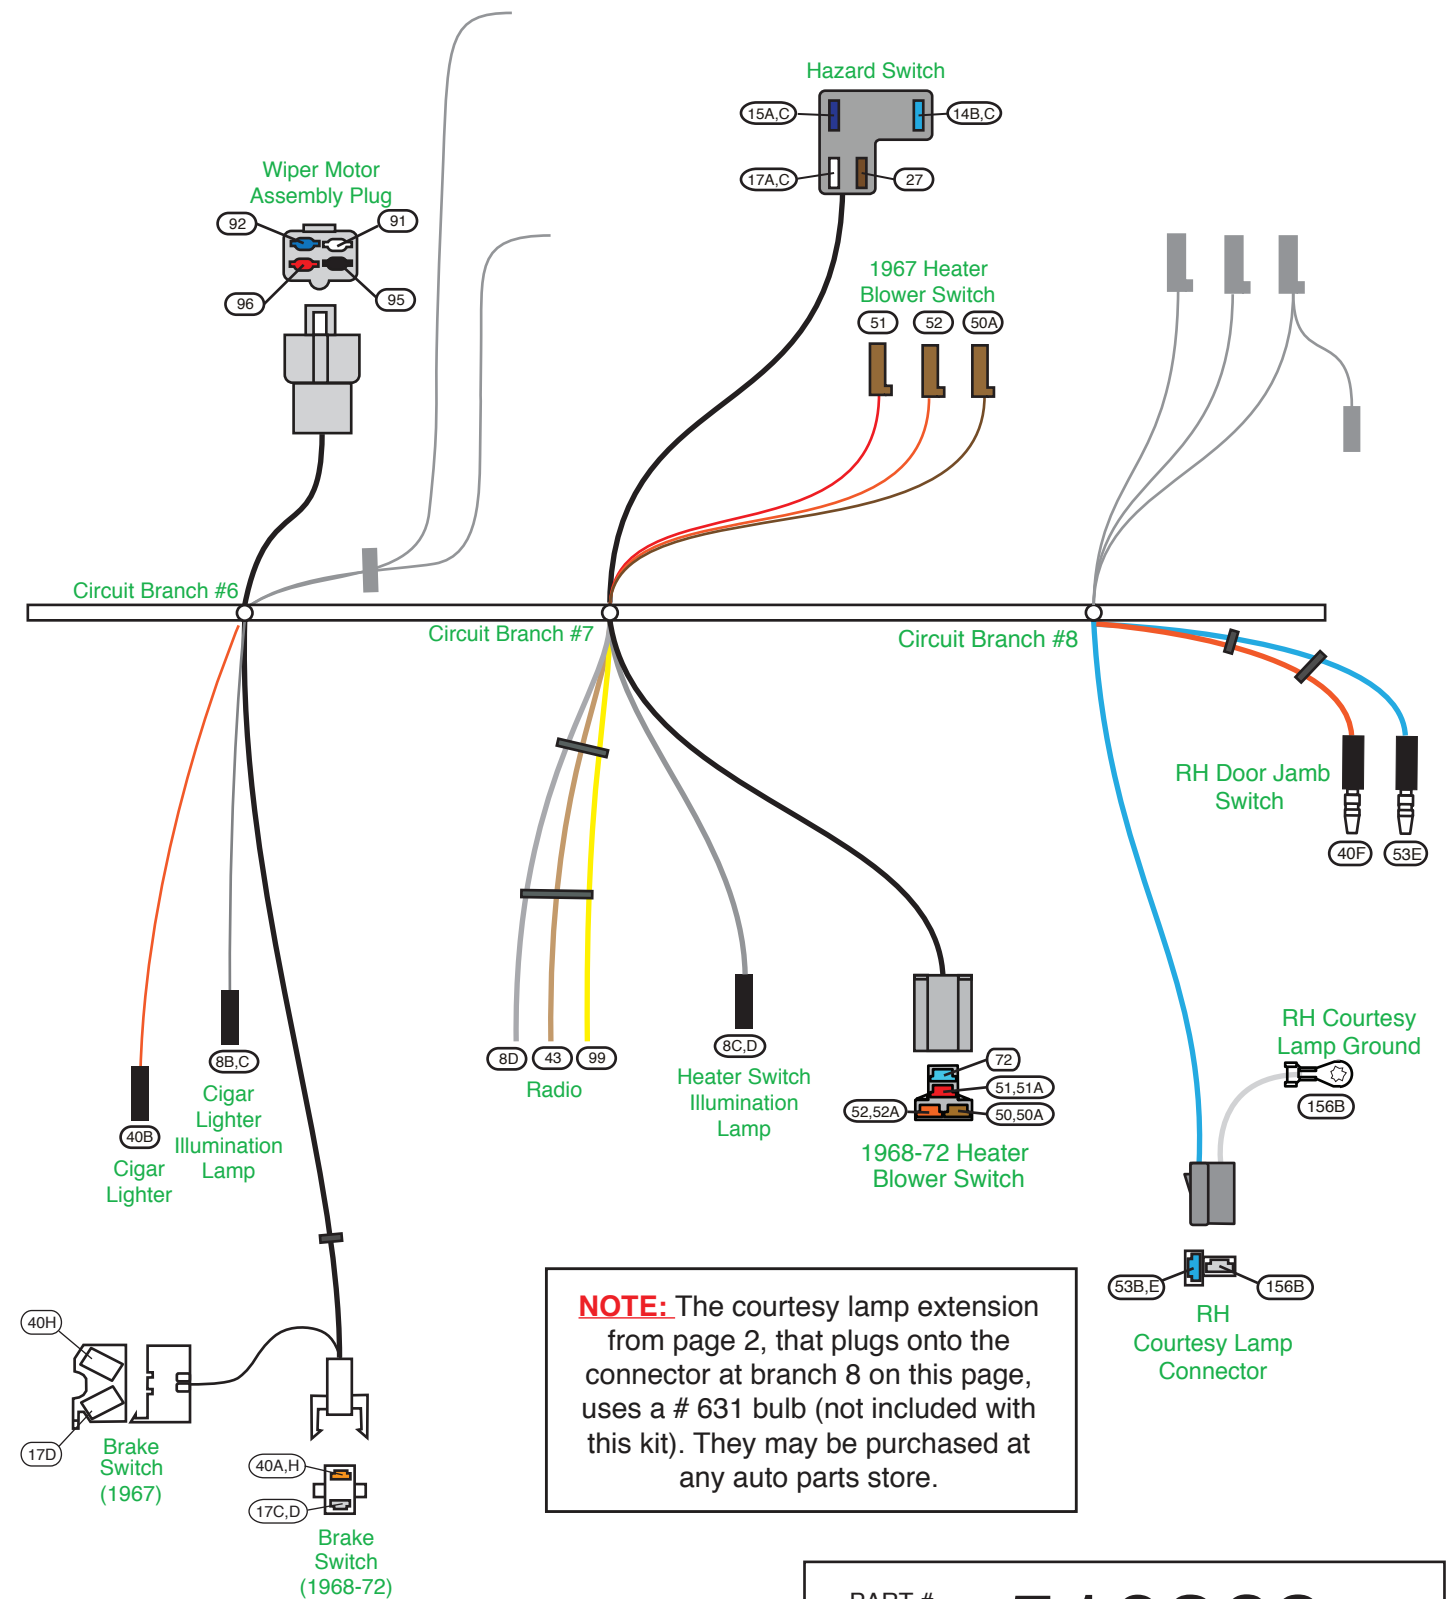 Hazard Switch
15A,C
14B,C
17A,C
27
Wiper Motor
Assembly Plug
92
91
96
95
1967 Heater
Blower Switch
51
52
50A
Circuit Branch #6
Circuit Branch #7
Circuit Branch #8
RH Door Jamb
Switch
40F
53E
8B,C
Cigar
Lighter
Illumination
Lamp
40B
Cigar
Lighter
8D
43
99
Radio
8C,D
Heater Switch
Illumination
Lamp
72
51,51A
52,52A
50,50A
1968-72 Heater
Blower Switch
RH Courtesy
Lamp Ground
156B
53B,E
156B
RH
Courtesy Lamp
Connector
40H
17D
Brake
Switch
(1967)
40A,H
17C,D
Brake
Switch
(1968-72)
NOTE: The courtesy lamp extension
from page 2, that plugs onto the
connector at branch 8 on this page,
uses a # 631 bulb (not included with
this kit). They may be purchased at
any auto parts store.
PART #